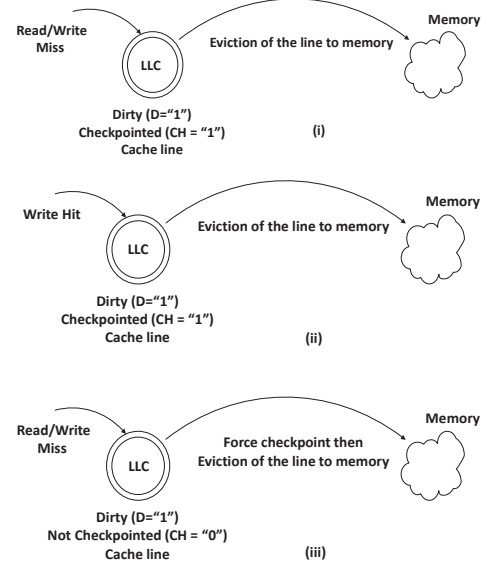 Read/Write
Miss
LLC
Eviction of the line to memory
Memory
Dirty (D=“1”)
Checkpointed (CH = “1”)
Cache line
(i)
Write Hit
LLC
Eviction of the line to memory
Memory
Dirty (D=“1”)
Checkpointed (CH = “1”)
Cache line
(ii)
Read/Write
Miss
LLC
Force checkpoint then
Eviction of the line to memory
Memory
Dirty (D=“1”)
Not Checkpointed (CH = “0”)
Cache line
(iii)